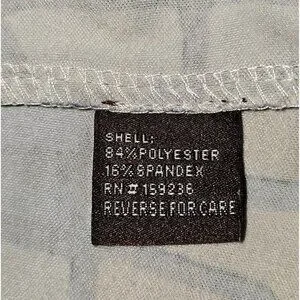 SHELL:
84% POLYESTER
16% SPANDEX
RN# 159236
REVERSE FOR CARE